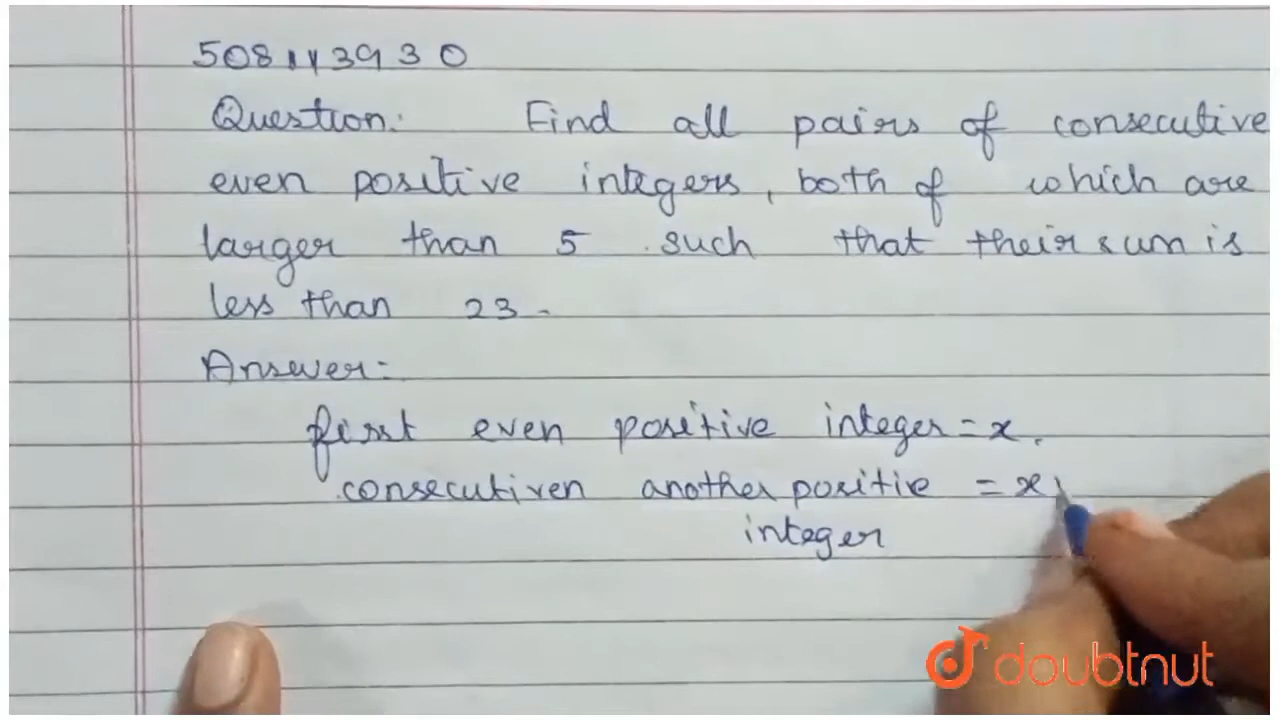 508113930
Question: Find all pairs of consecutive
even positive integers, both of which are
larger than 5 such that their sum is
less than 23.
Answer:
first even positive integer = x.
consecutiven another positie = x
integer
doubtnut